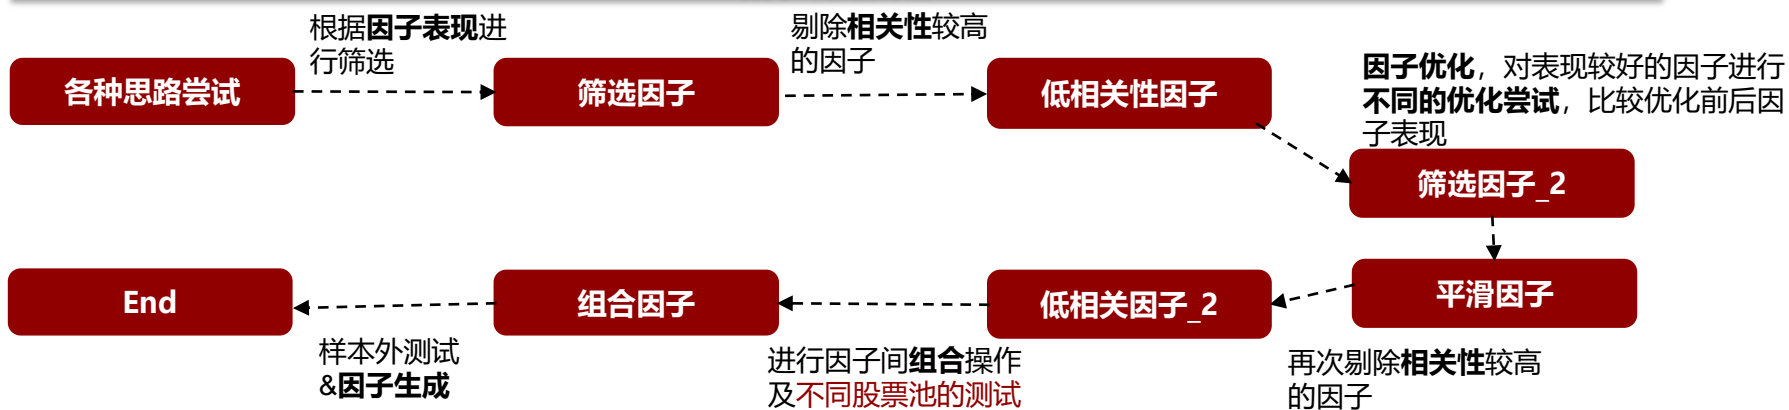 各种思路尝试
根据因子表现进
行筛选
筛选因子
剔除相关性较高
的因子
低相关性因子
因子优化，对表现较好的因子进行
不同的优化尝试，比较优化前后因
子表现
筛选因子_2
平滑因子
再次剔除相关性较高
的因子
低相关因子_2
进行因子间组合操作
及不同股票池的测试
组合因子
样本外测试
&因子生成
End